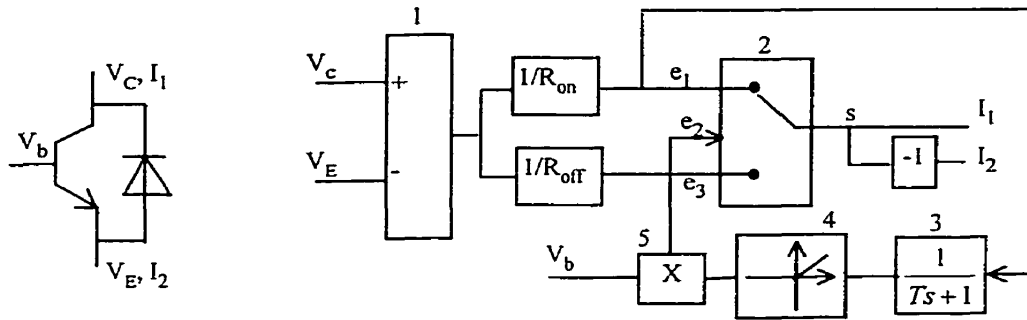 V_C, I_1
V_b
V_E, I_2
1
V_c
+
V_E
-
1/R_on
1/R_off
e_1
e_2
e_3
2
s
I_1
-1
I_2
V_b
5
X
4
3
1
Ts + 1